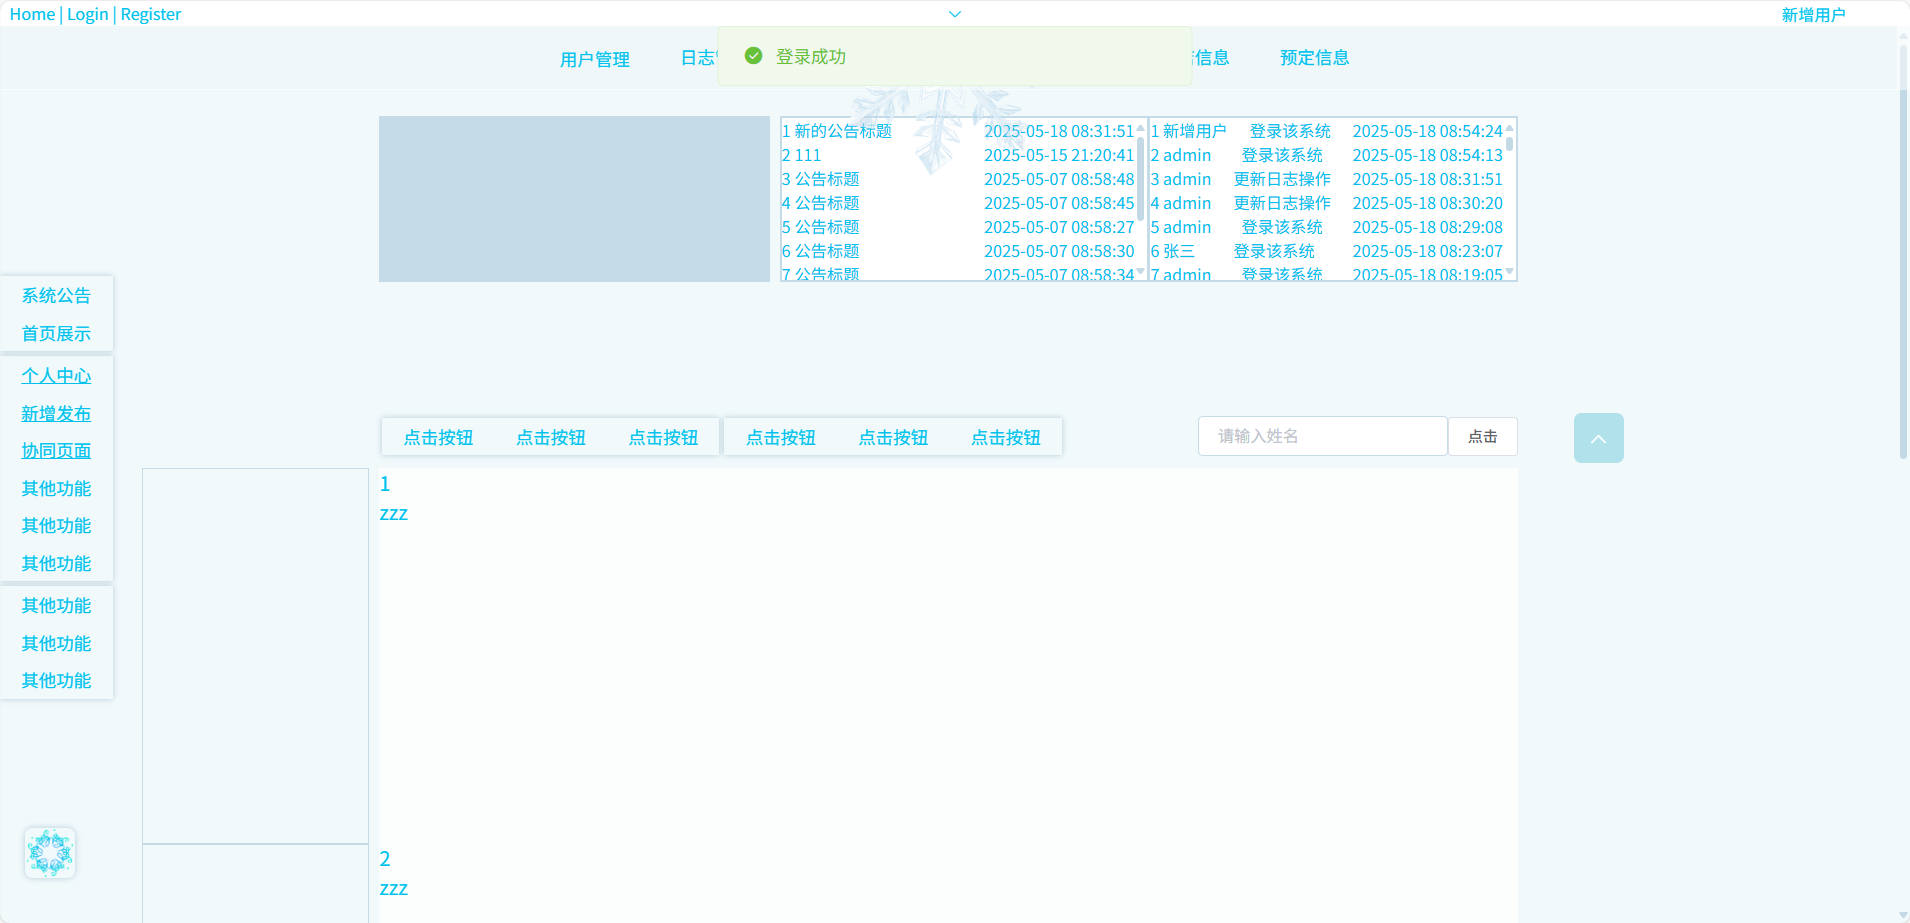 Home | Login | Register
新增用户
登录成功
用户管理
日志
信息
预定信息
1 新的公告标题 2025-05-18 08:31:51
2 111 2025-05-15 21:20:41
3 公告标题 2025-05-07 08:58:48
4 公告标题 2025-05-07 08:58:45
5 公告标题 2025-05-07 08:58:27
6 公告标题 2025-05-07 08:58:30
7 公告标题 2025-05-07 08:58:34
1 新增用户 登录该系统 2025-05-18 08:54:24
2 admin 登录该系统 2025-05-18 08:54:13
3 admin 更新日志操作 2025-05-18 08:31:51
4 admin 更新日志操作 2025-05-18 08:30:20
5 admin 登录该系统 2025-05-18 08:29:08
6 张三 登录该系统 2025-05-18 08:23:07
7 admin 登录该系统 2025-05-18 08:19:05
系统公告
首页展示
个人中心
新增发布
协同页面
其他功能
其他功能
其他功能
其他功能
其他功能
其他功能
点击按钮 点击按钮 点击按钮 点击按钮 点击按钮 点击按钮
请输入姓名
点击
1
zzz
2
zzz